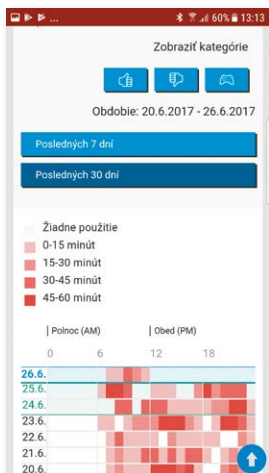 ... 60% 13:13
Zobraziť kategórie
Obdobie: 20.6.2017 - 26.6.2017
Posledných 7 dní
Posledných 30 dní
Žiadne použitie
0-15 minút
15-30 minút
30-45 minút
45-60 minút
Polnoc (AM) Obed (PM)
0 6 12 18
26.6.
25.6.
24.6.
23.6.
22.6.
21.6.
20.6.